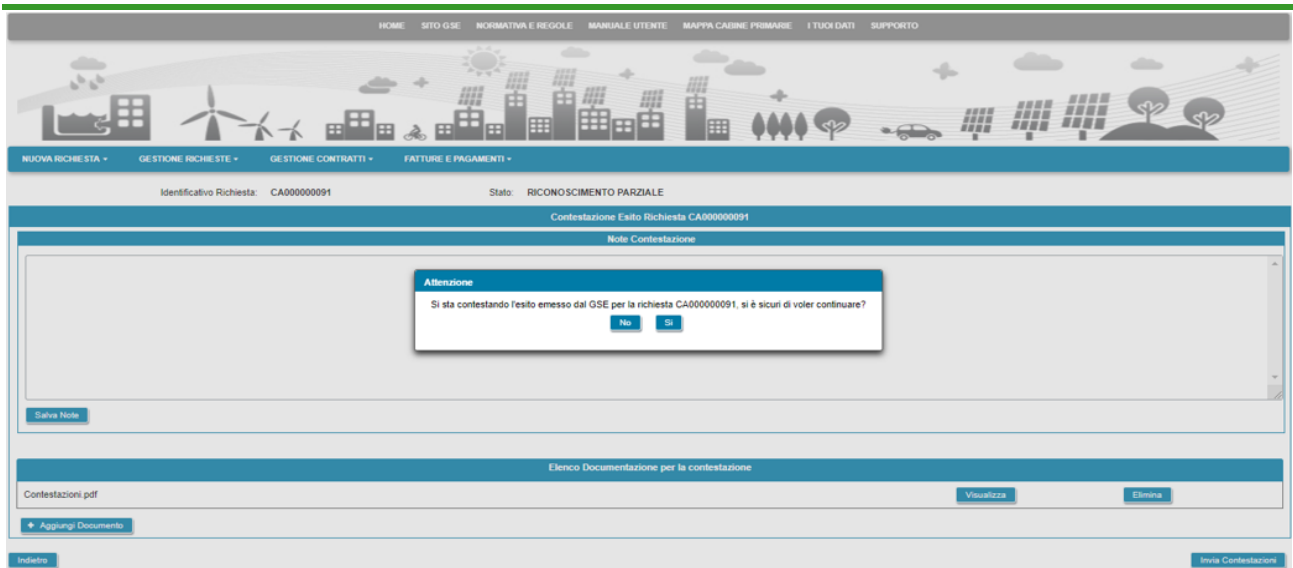 HOME SITO GSE NORMATIVA E REGOLE MANUALE UTENTE MAPPA CABINE PRIMARIE I TUOI DATI SUPPORTO
NUOVA RICHIESTA GESTIONE RICHIESTE GESTIONE CONTRATTI FATTURE E PAGAMENTI
Identificativo Richiesta: CA000000091 Stato: RICONOSCIMENTO PARZIALE
Contestazione Esito Richiesta CA000000091
Note Contestazione
Attenzione
Si sta contestando l'esito emesso dal GSE per la richiesta CA000000091, si è sicuri di voler continuare?
No Si
Salva Note
Elenco Documentazione per la contestazione
Contestazioni.pdf Visualizza Elimina
+ Aggiungi Documento
Indietro Invia Contestazioni